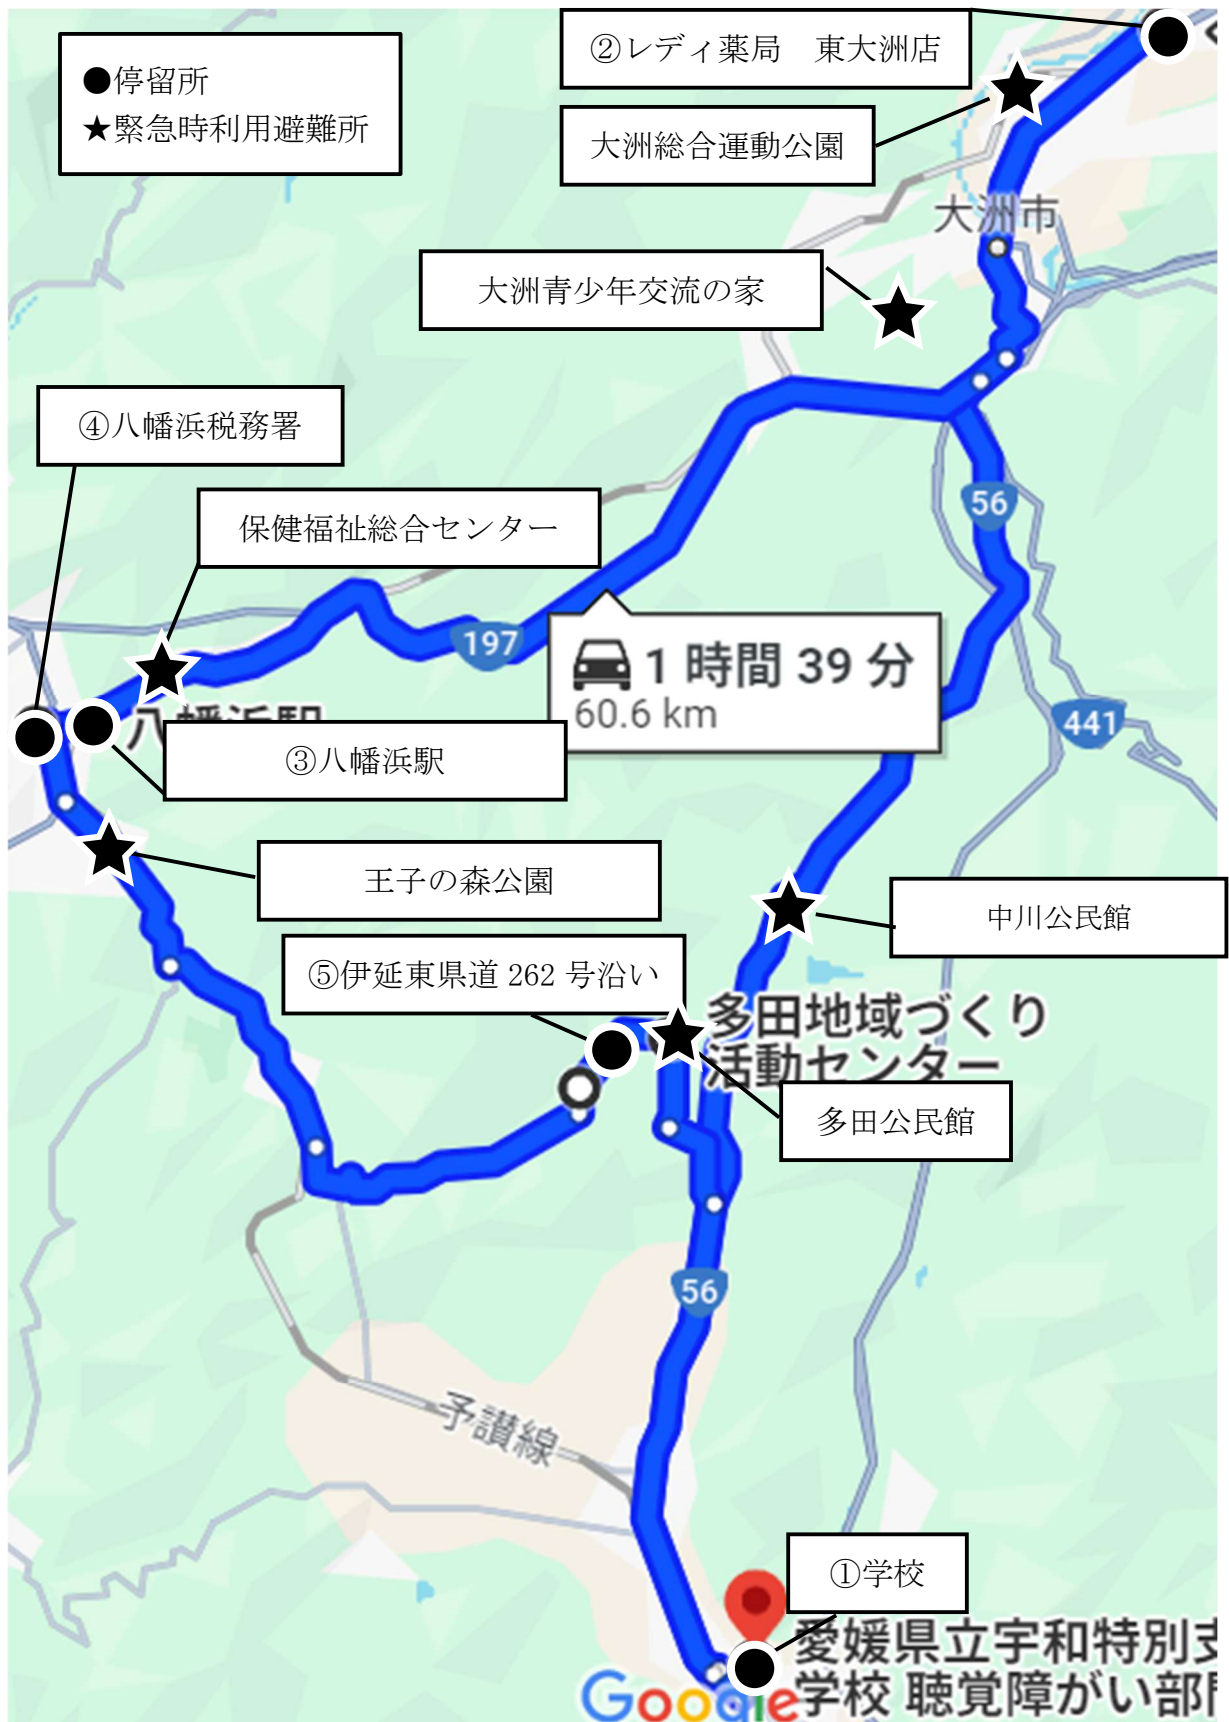 ②レディ薬局　東大洲店
●停留所
★緊急時利用避難所
大洲総合運動公園
大洲市
大洲青少年交流の家
④八幡浜税務署
56
保健福祉総合センター
197
1 時間 39 分
60.6 km
八幡浜駅
441
③八幡浜駅
王子の森公園
中川公民館
⑤伊延東県道 262 号沿い
多田地域づくり
活動センター
多田公民館
56
予讃線
①学校
愛媛県立宇和特別支
学校 聴覚障がい部門
Google